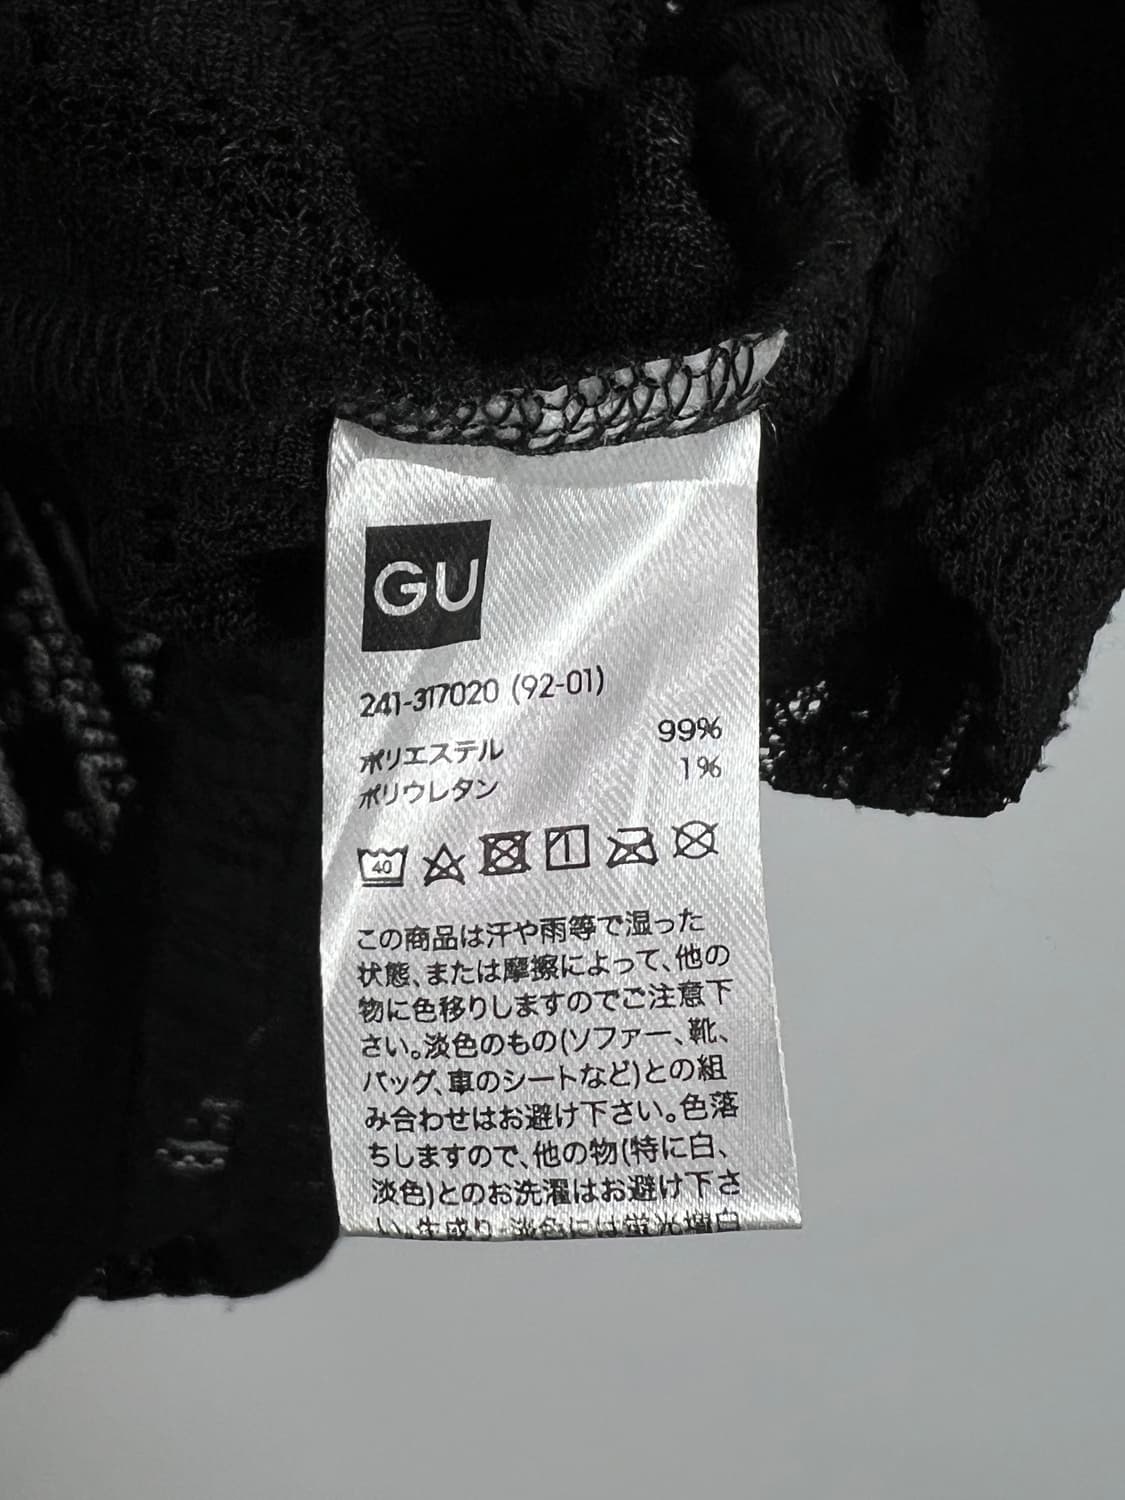 GU
241-317020 (92-01)
ポリエステル 99%
ポリウレタン 1%
40
この商品は汗や雨等で湿った
状態、または摩擦によって、他の
物に色移りしますのでご注意下
さい。淡色のもの(ソファー、靴、
バッグ、車のシートなど)との組
み合わせはお避け下さい。色落
ちしますので、他の物(特に白、
淡色)とのお洗濯はお避け下さ